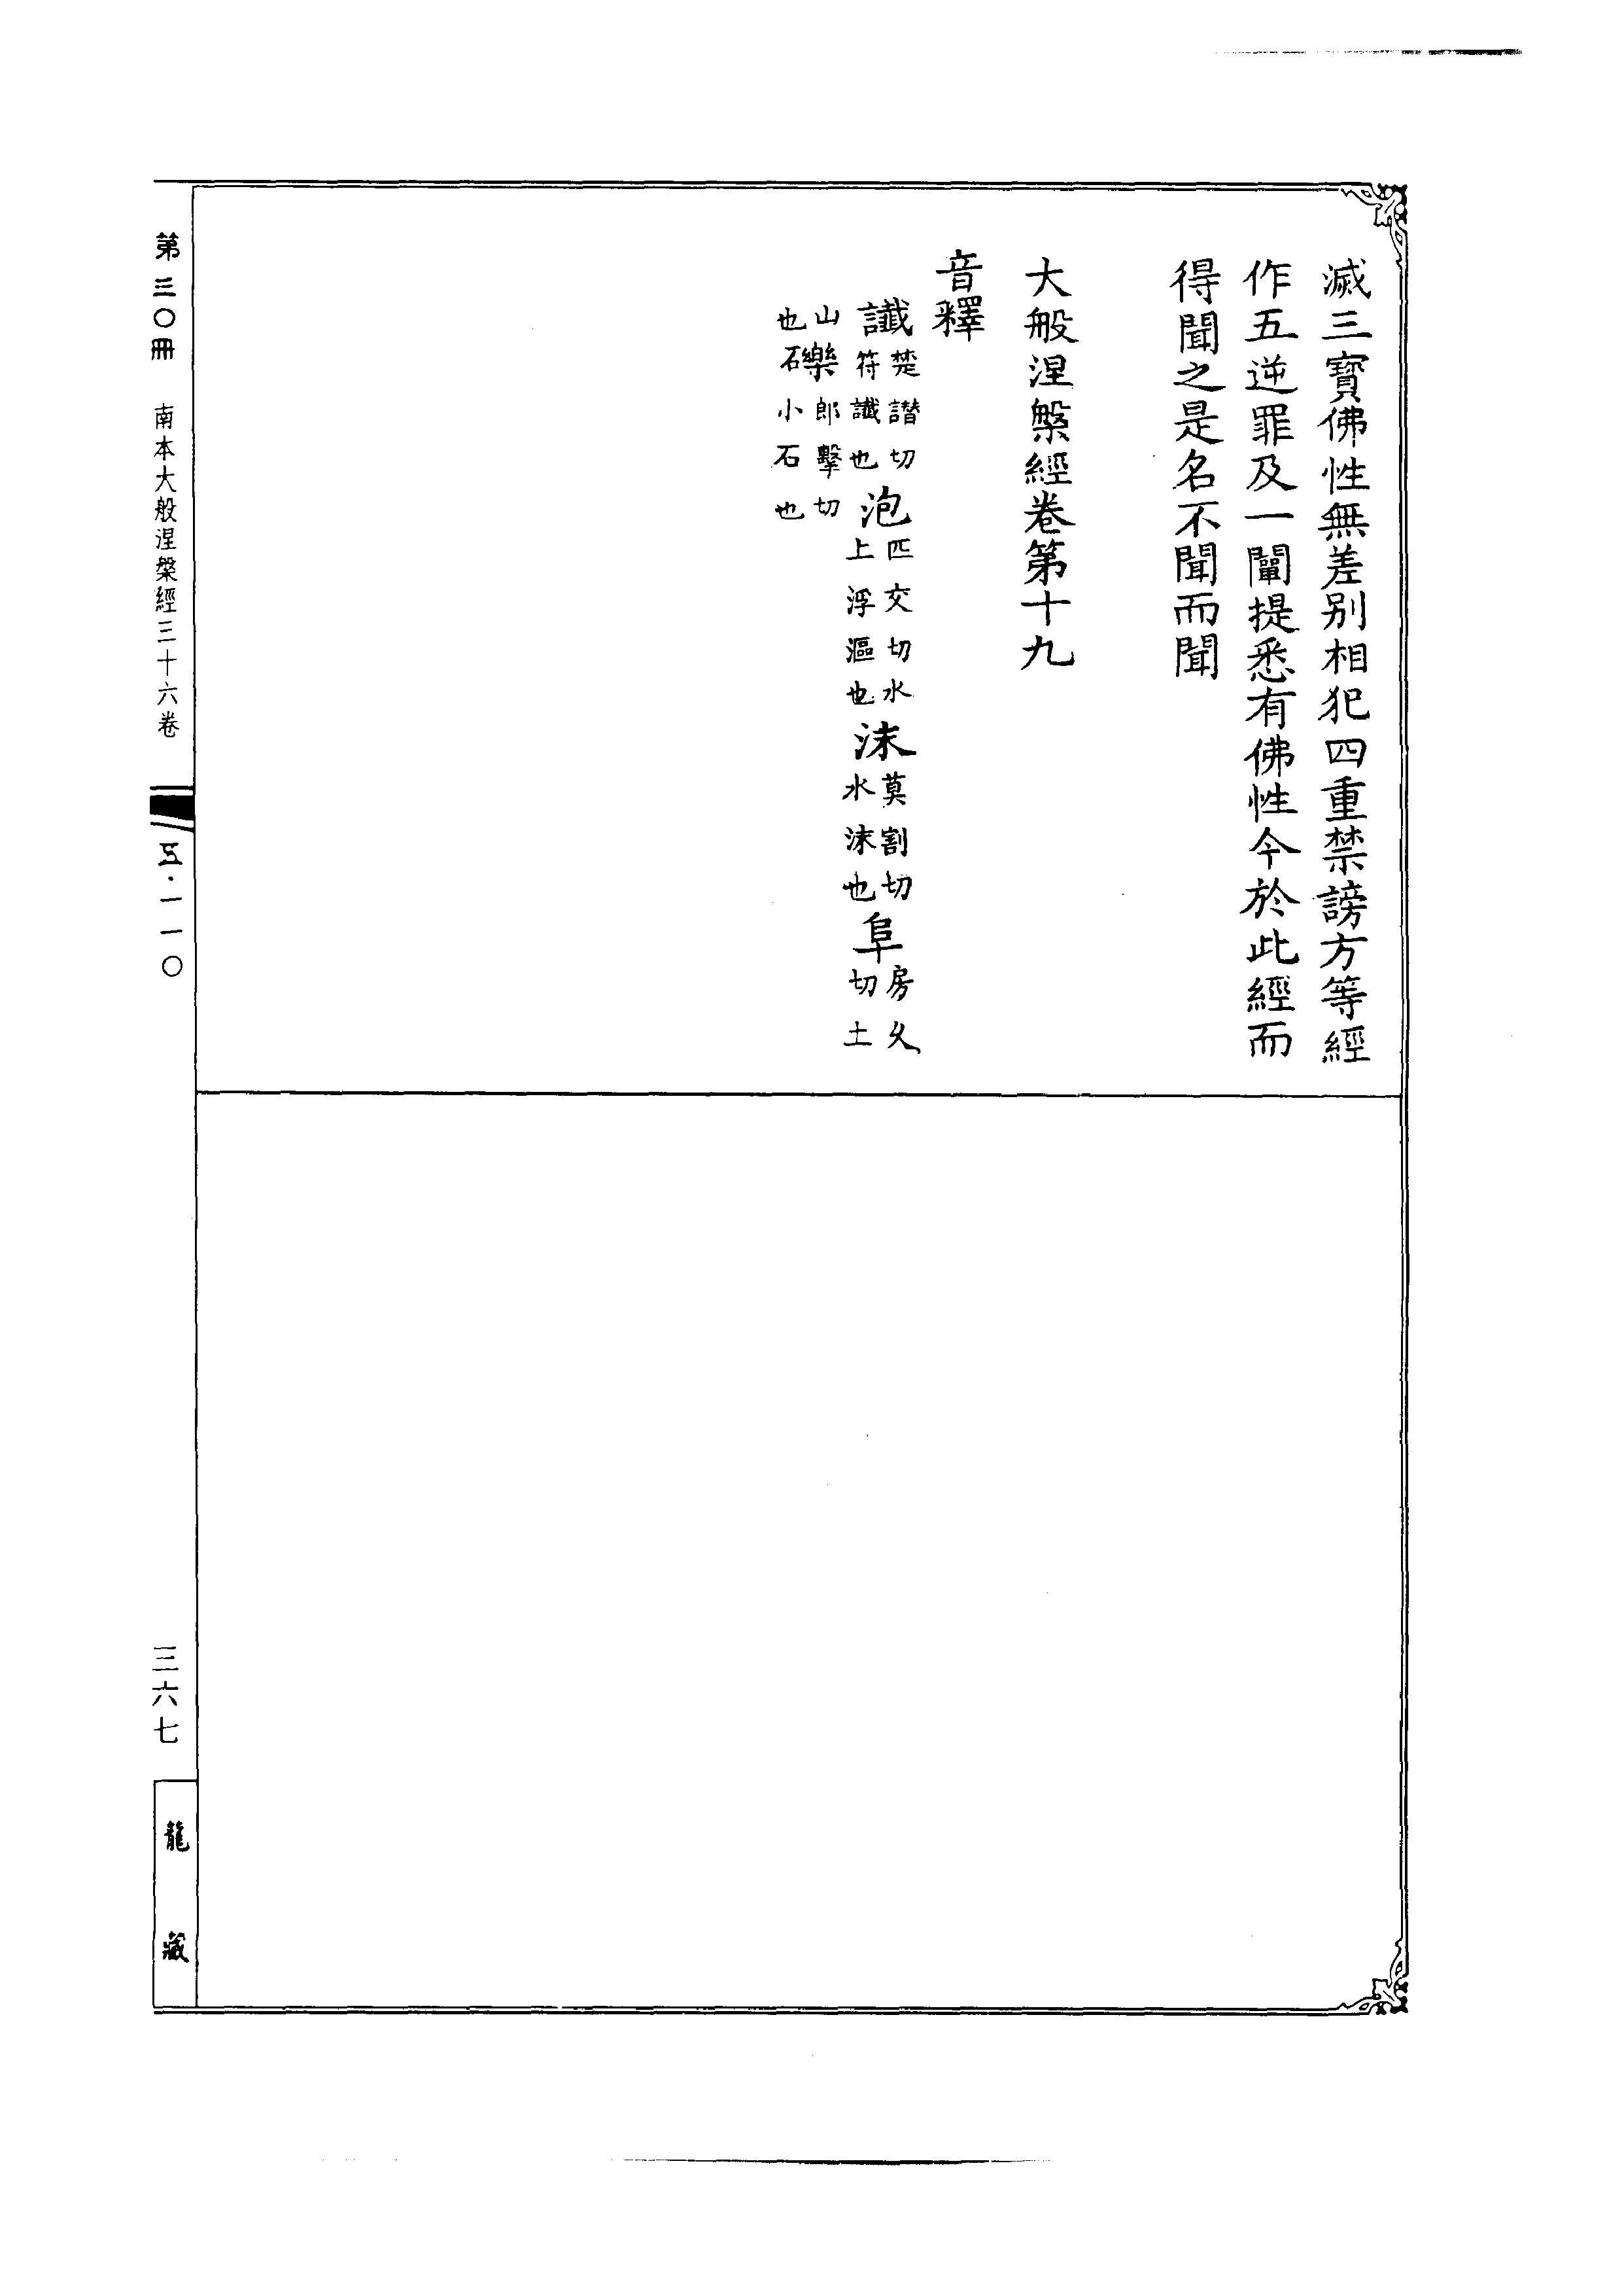 滅三寶佛性無差别相犯四重禁謗方等經
作五逆罪及一闡提悉有佛性今於此經而
得聞之是名不聞而聞
大般涅槃經卷第十九
音釋
讖楚譖切符讖也泡匹交切水上浮漚也沫莫割切水沫也阜房久切土
山也礫郎擊切石小石也
第三〇冊 南本大般涅槃經三十六卷
五·一一〇
三六七
龍藏